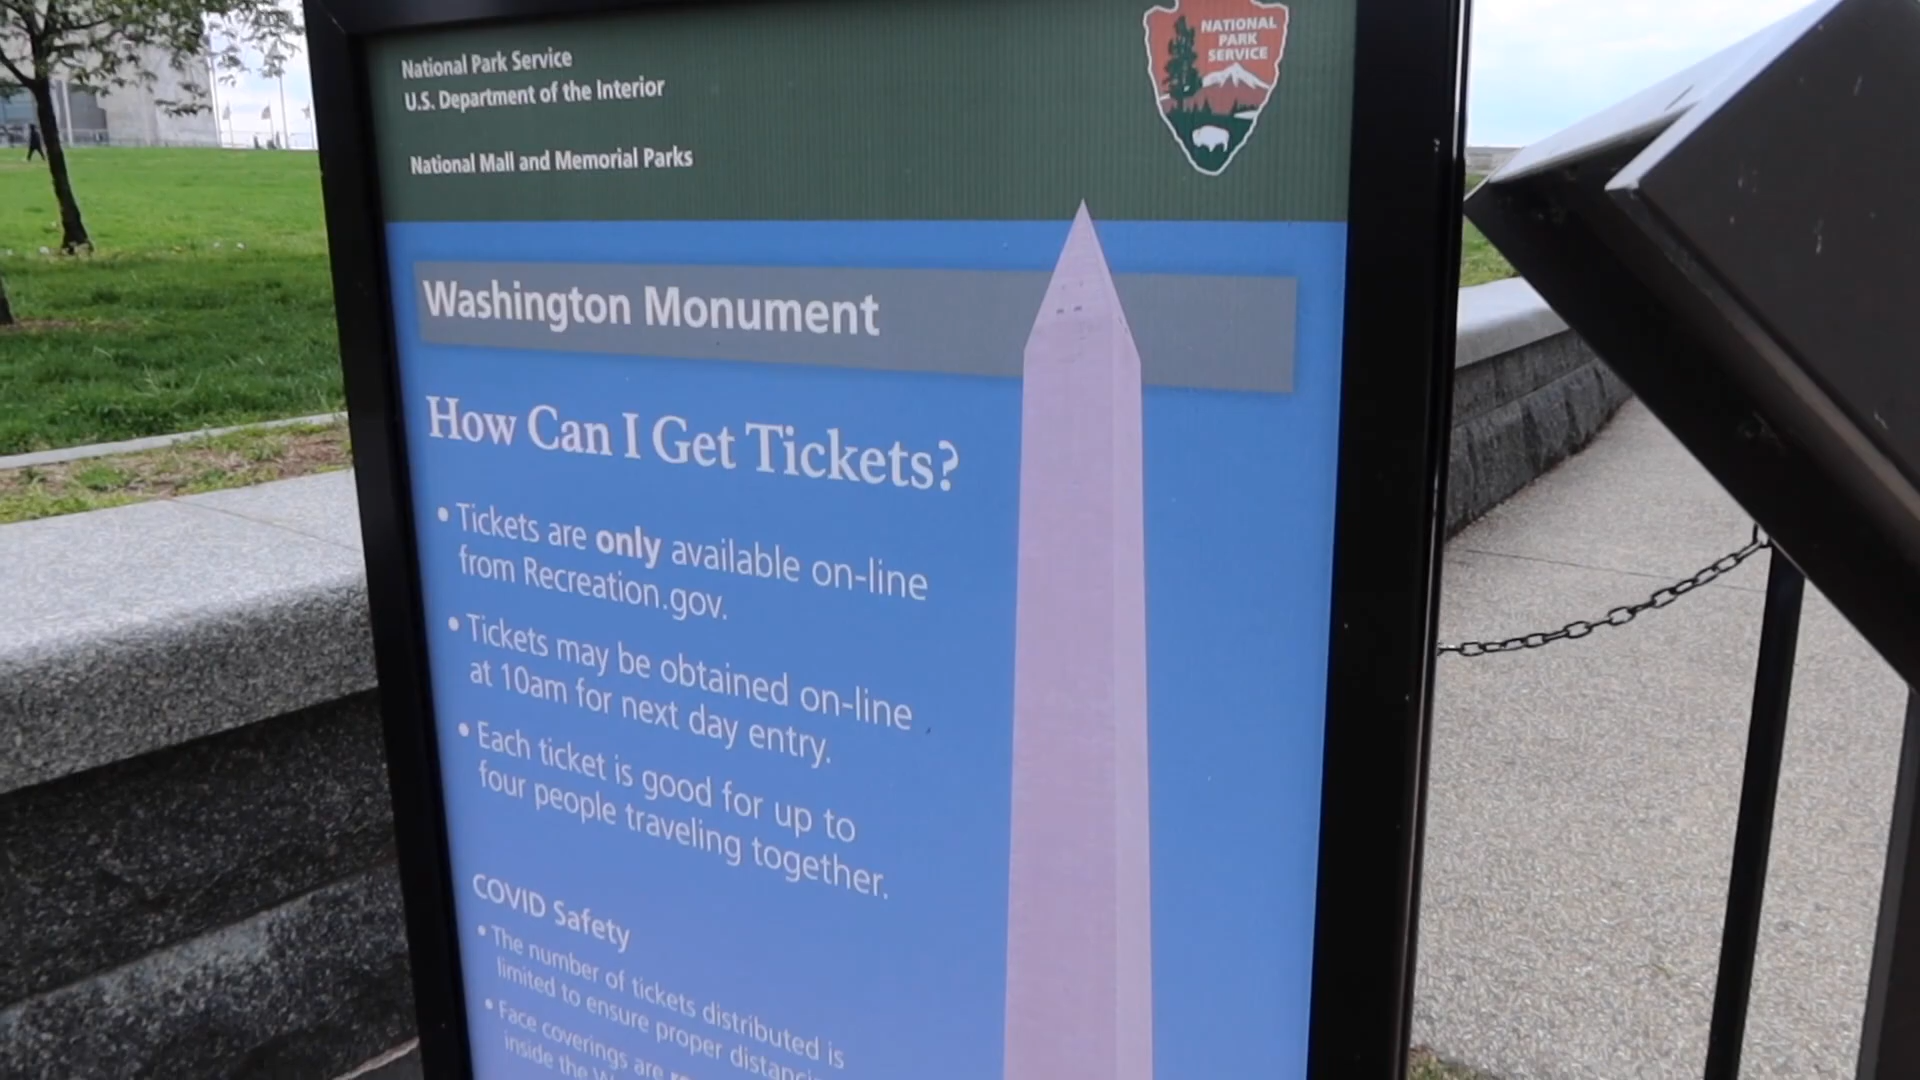 National Park Service
U.S. Department of the Interior
National Mall and Memorial Parks
NATIONAL
PARK
SERVICE
Washington Monument
How Can I Get Tickets?
• Tickets are only available on-line
from Recreation.gov.
• Tickets may be obtained on-line
at 10am for next day entry.
• Each ticket is good for up to
four people traveling together.
COVID Safety
• The number of tickets distributed is
limited to ensure proper
• Face coverings are
inside the